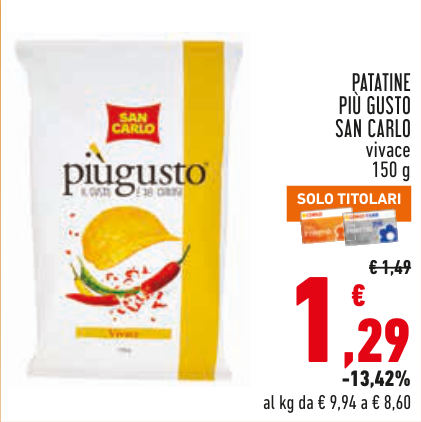 SAN
CARLO
piùgusto
Vivace
PATATINE
PIÙ GUSTO
SAN CARLO
vivace
150 g
SOLO TITOLARI
€ 1,49
1,29 €
-13,42%
al kg da € 9,94 a € 8,60